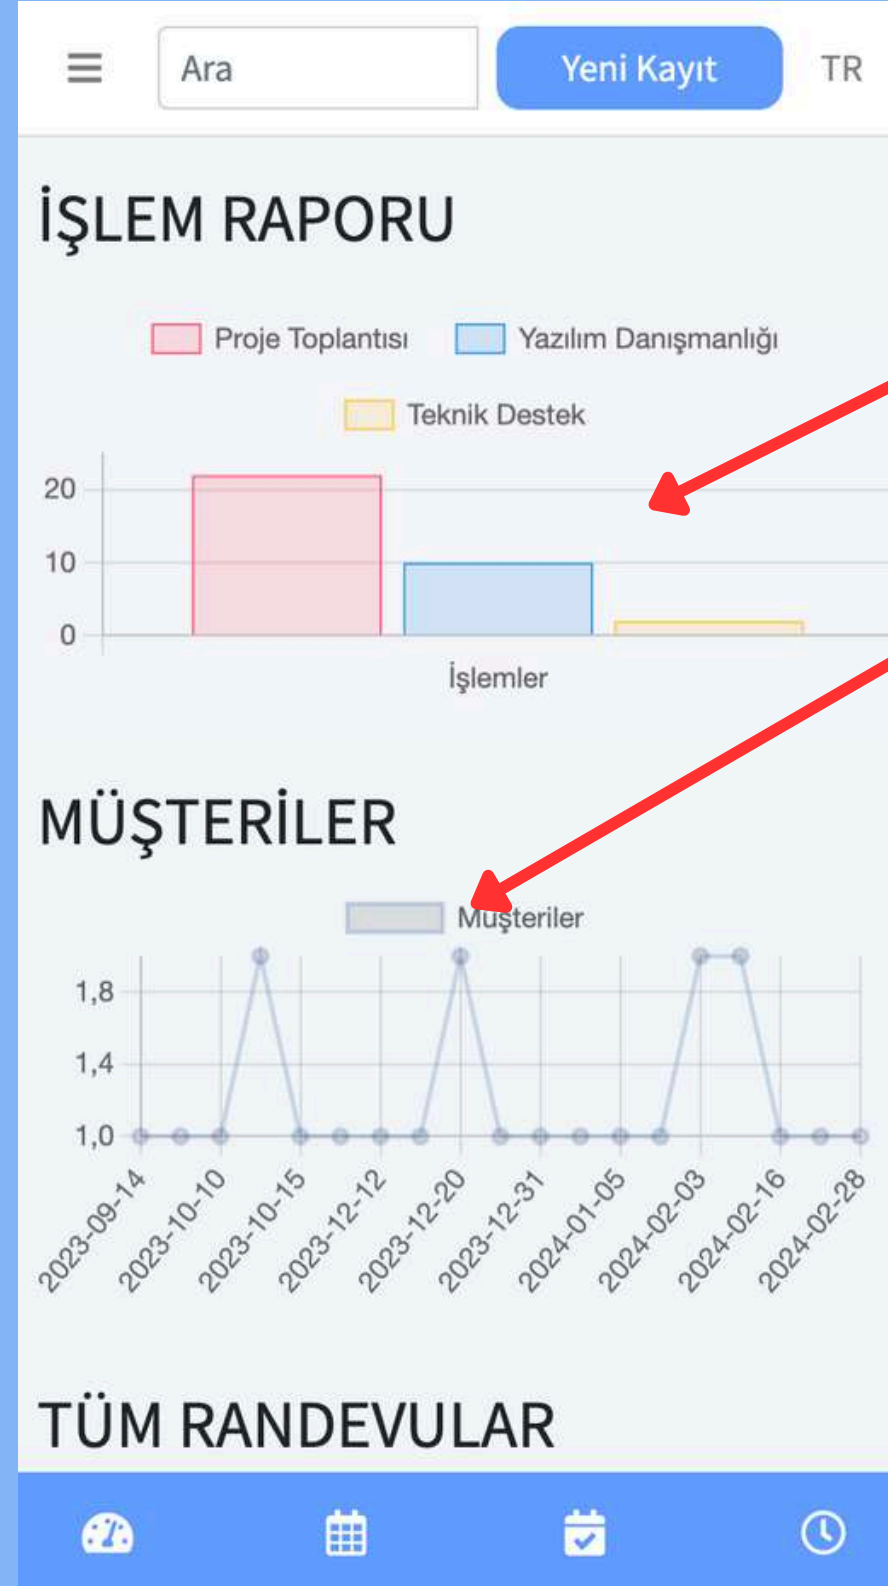 Ara
Yeni Kayıt
TR
İŞLEM RAPORU
Proje Toplantısı
Yazılım Danışmanlığı
Teknik Destek
20
10
0
İşlemler
MÜŞTERİLER
Müşteriler
1,8
1,4
1,0
2023-09-14
2023-10-10
2023-10-15
2023-12-12
2023-12-20
2023-12-31
2024-01-05
2024-02-03
2024-02-16
2024-02-28
TÜM RANDEVULAR